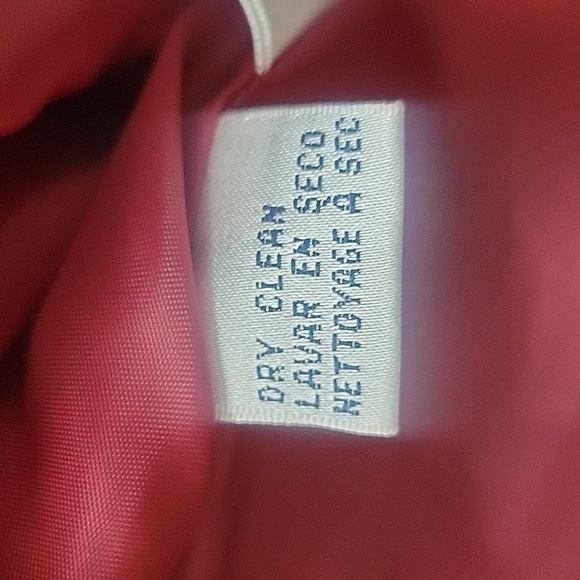 DRY CLEAN
LAVAR EN SECO
NETTOYAGE A SEC